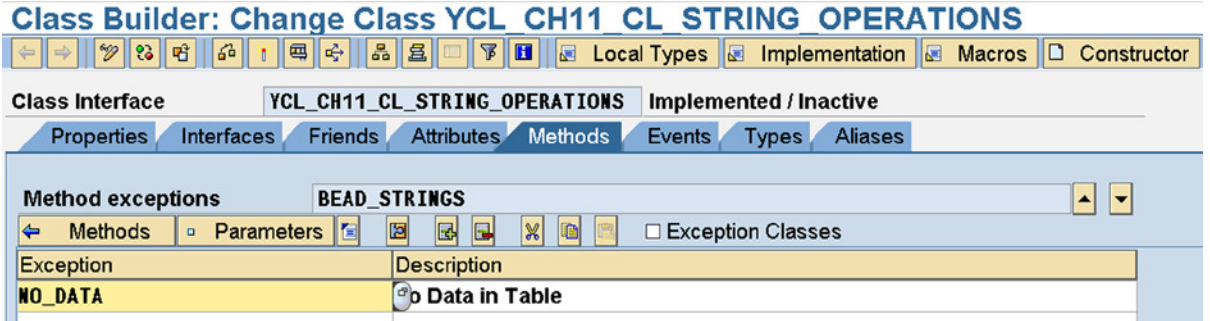 Class Builder: Change Class YCL_CH11_CL_STRING_OPERATIONS
Local Types Implementation Macros Constructor
Class Interface YCL_CH11_CL_STRING_OPERATIONS Implemented / Inactive
Properties Interfaces Friends Attributes Methods Events Types Aliases
Method exceptions BEAD_STRINGS
Methods Parameters Exception Classes
Exception Description
NO_DATA o Data in Table